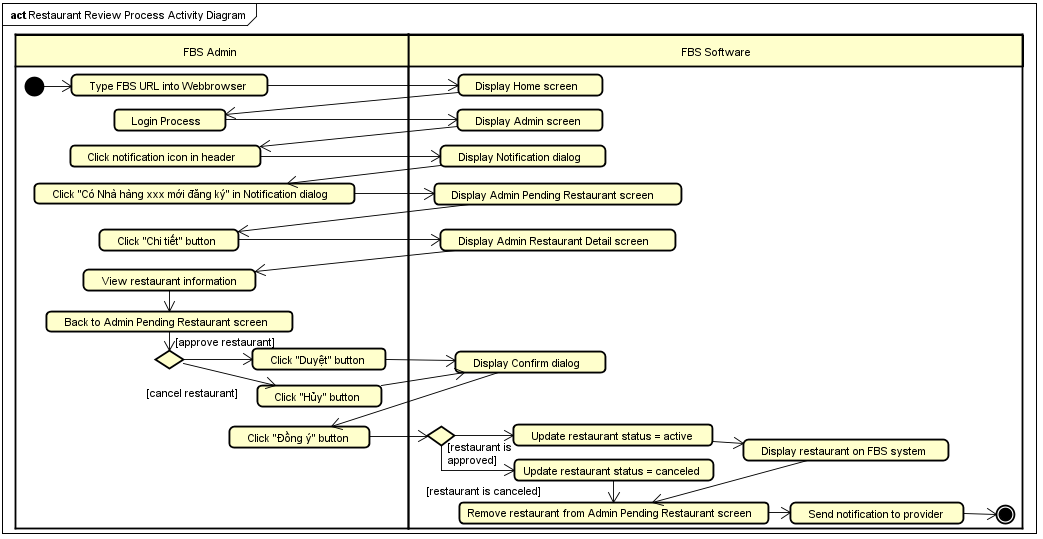 act Restaurant Review Process Activity Diagram
FBS Admin
FBS Software
Type FBS URL into Webbrowser
Display Home screen
Login Process
Display Admin screen
Click notification icon in header
Display Notification dialog
Click "Có Nhà hàng xxx mới đăng ký" in Notification dialog
Display Admin Pending Restaurant screen
Click "Chi tiết" button
Display Admin Restaurant Detail screen
View restaurant information
Back to Admin Pending Restaurant screen
[approve restaurant]
Click "Duyệt" button
Display Confirm dialog
[cancel restaurant]
Click "Hủy" button
Click "Đồng ý" button
Update restaurant status = active
[restaurant is
approved]
Display restaurant on FBS system
Update restaurant status = canceled
[restaurant is canceled]
Remove restaurant from Admin Pending Restaurant screen
Send notification to provider